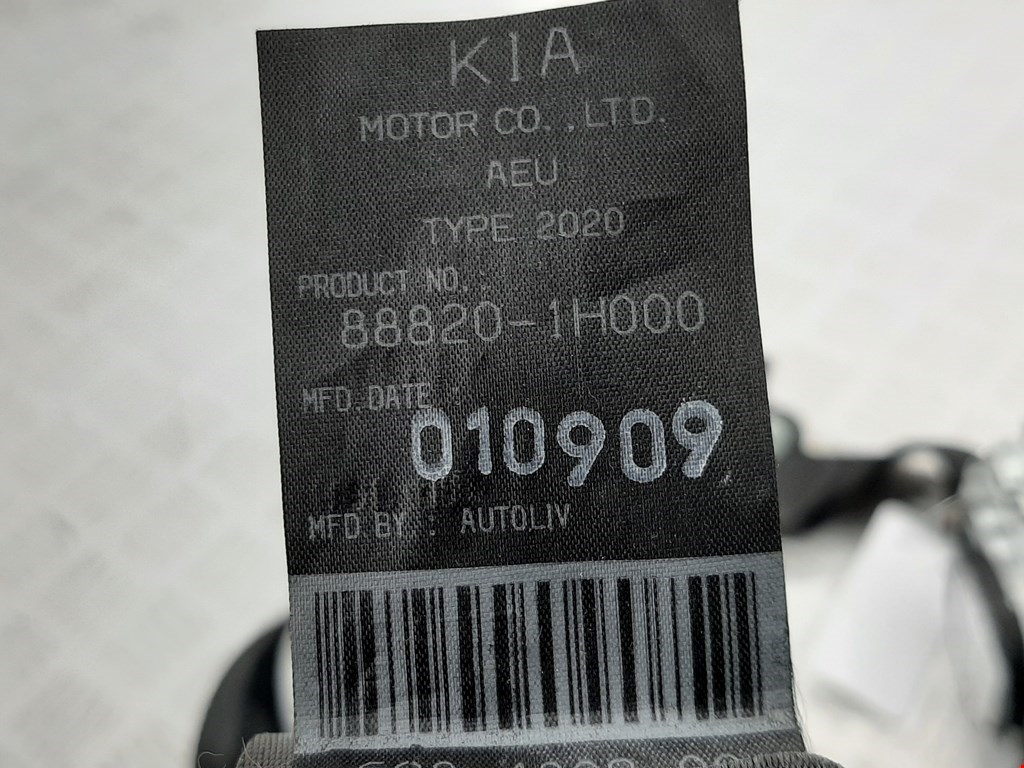 KIA
MOTOR CO.,LTD.
AEU
TYPE 2020
PRODUCT NO.:
88820-1H000
MFD.DATE :
010909
MFD.BY.: AUTOLIV